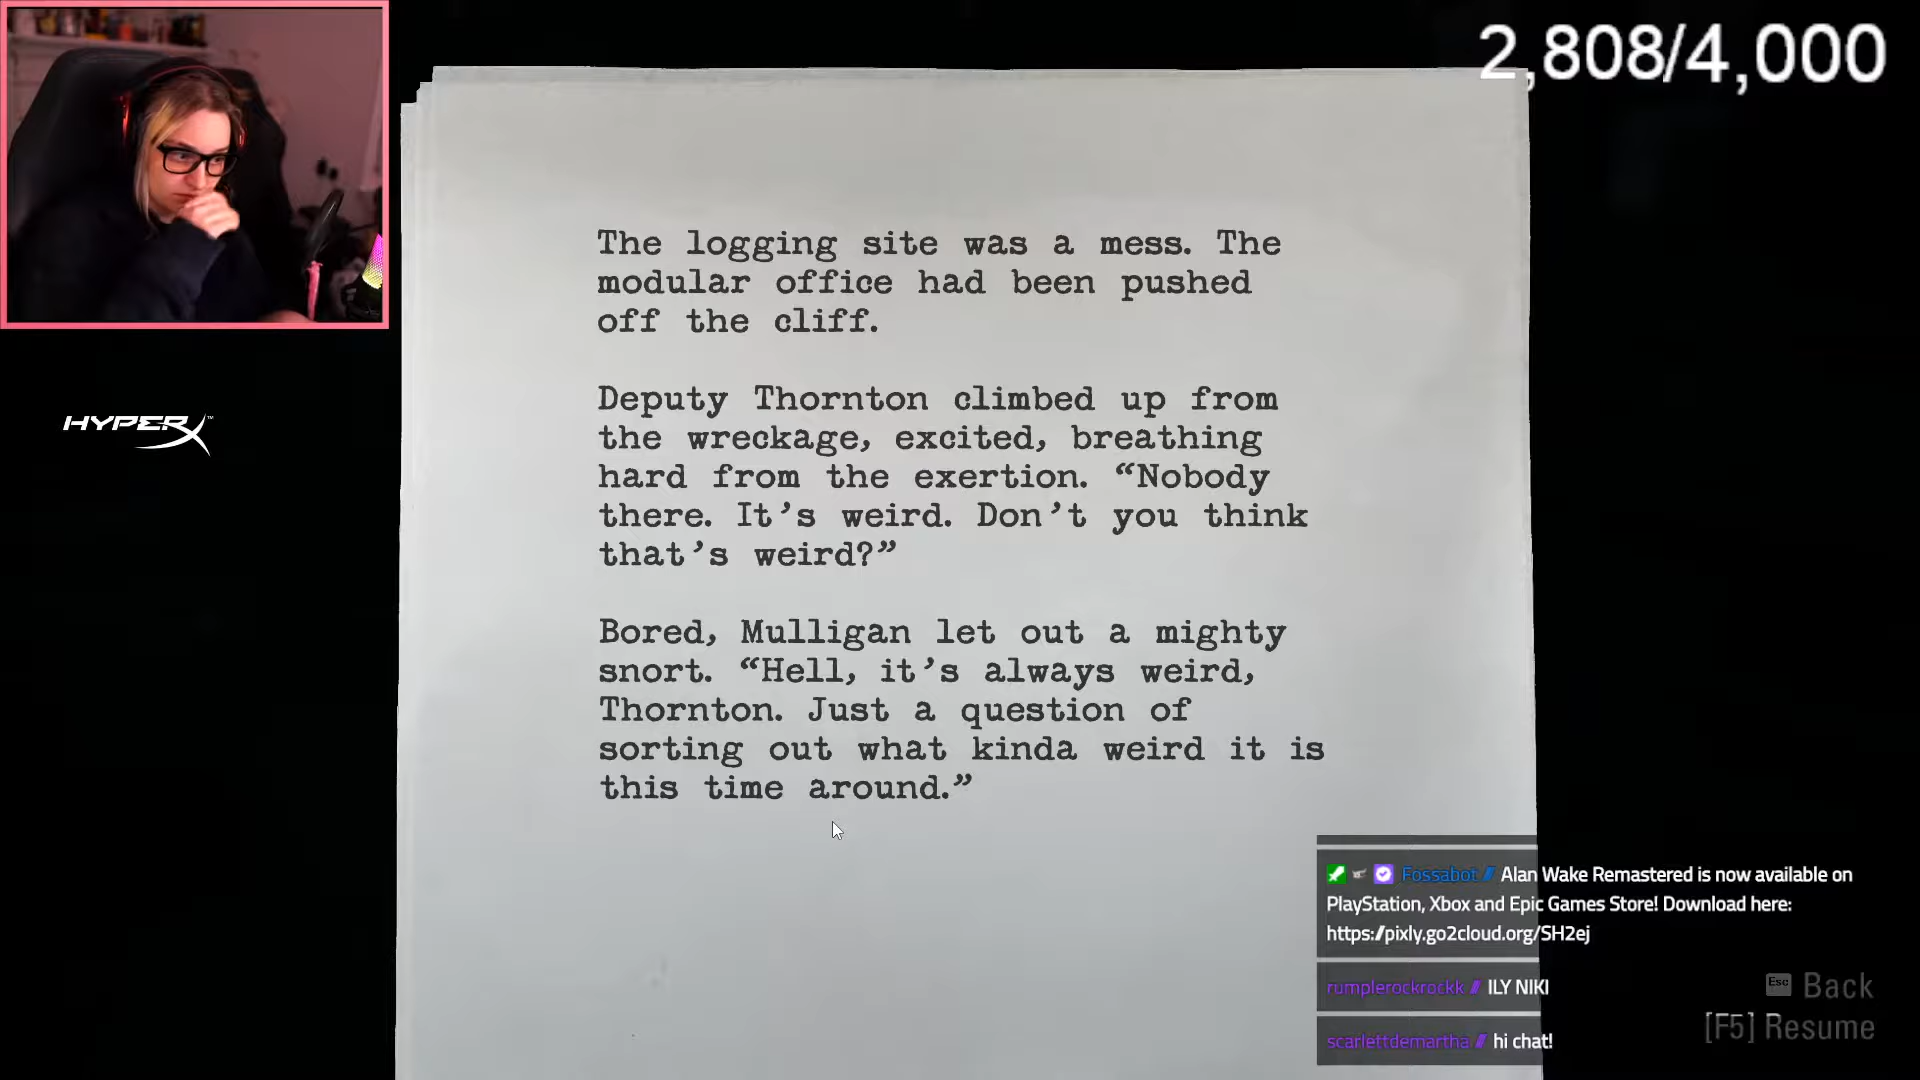 2,808/4,000
The logging site was a mess. The
modular office had been pushed
off the cliff.
Deputy Thornton climbed up from
the wreckage, excited, breathing
hard from the exertion. “Nobody
there. It’s weird. Don’t you think
that’s weird?”
Bored, Mulligan let out a mighty
snort. “Hell, it’s always weird,
Thornton. Just a question of
sorting out what kinda weird it is
this time around.”
HYPERX™
Fossabot // Alan Wake Remastered is now available on
PlayStation, Xbox and Epic Games Store! Download here:
https://pixly.go2cloud.org/SH2ej
rumplerockrockk // ILY NIKI
scarlettdemartha // hi chat!
Esc Back
[F5] Resume